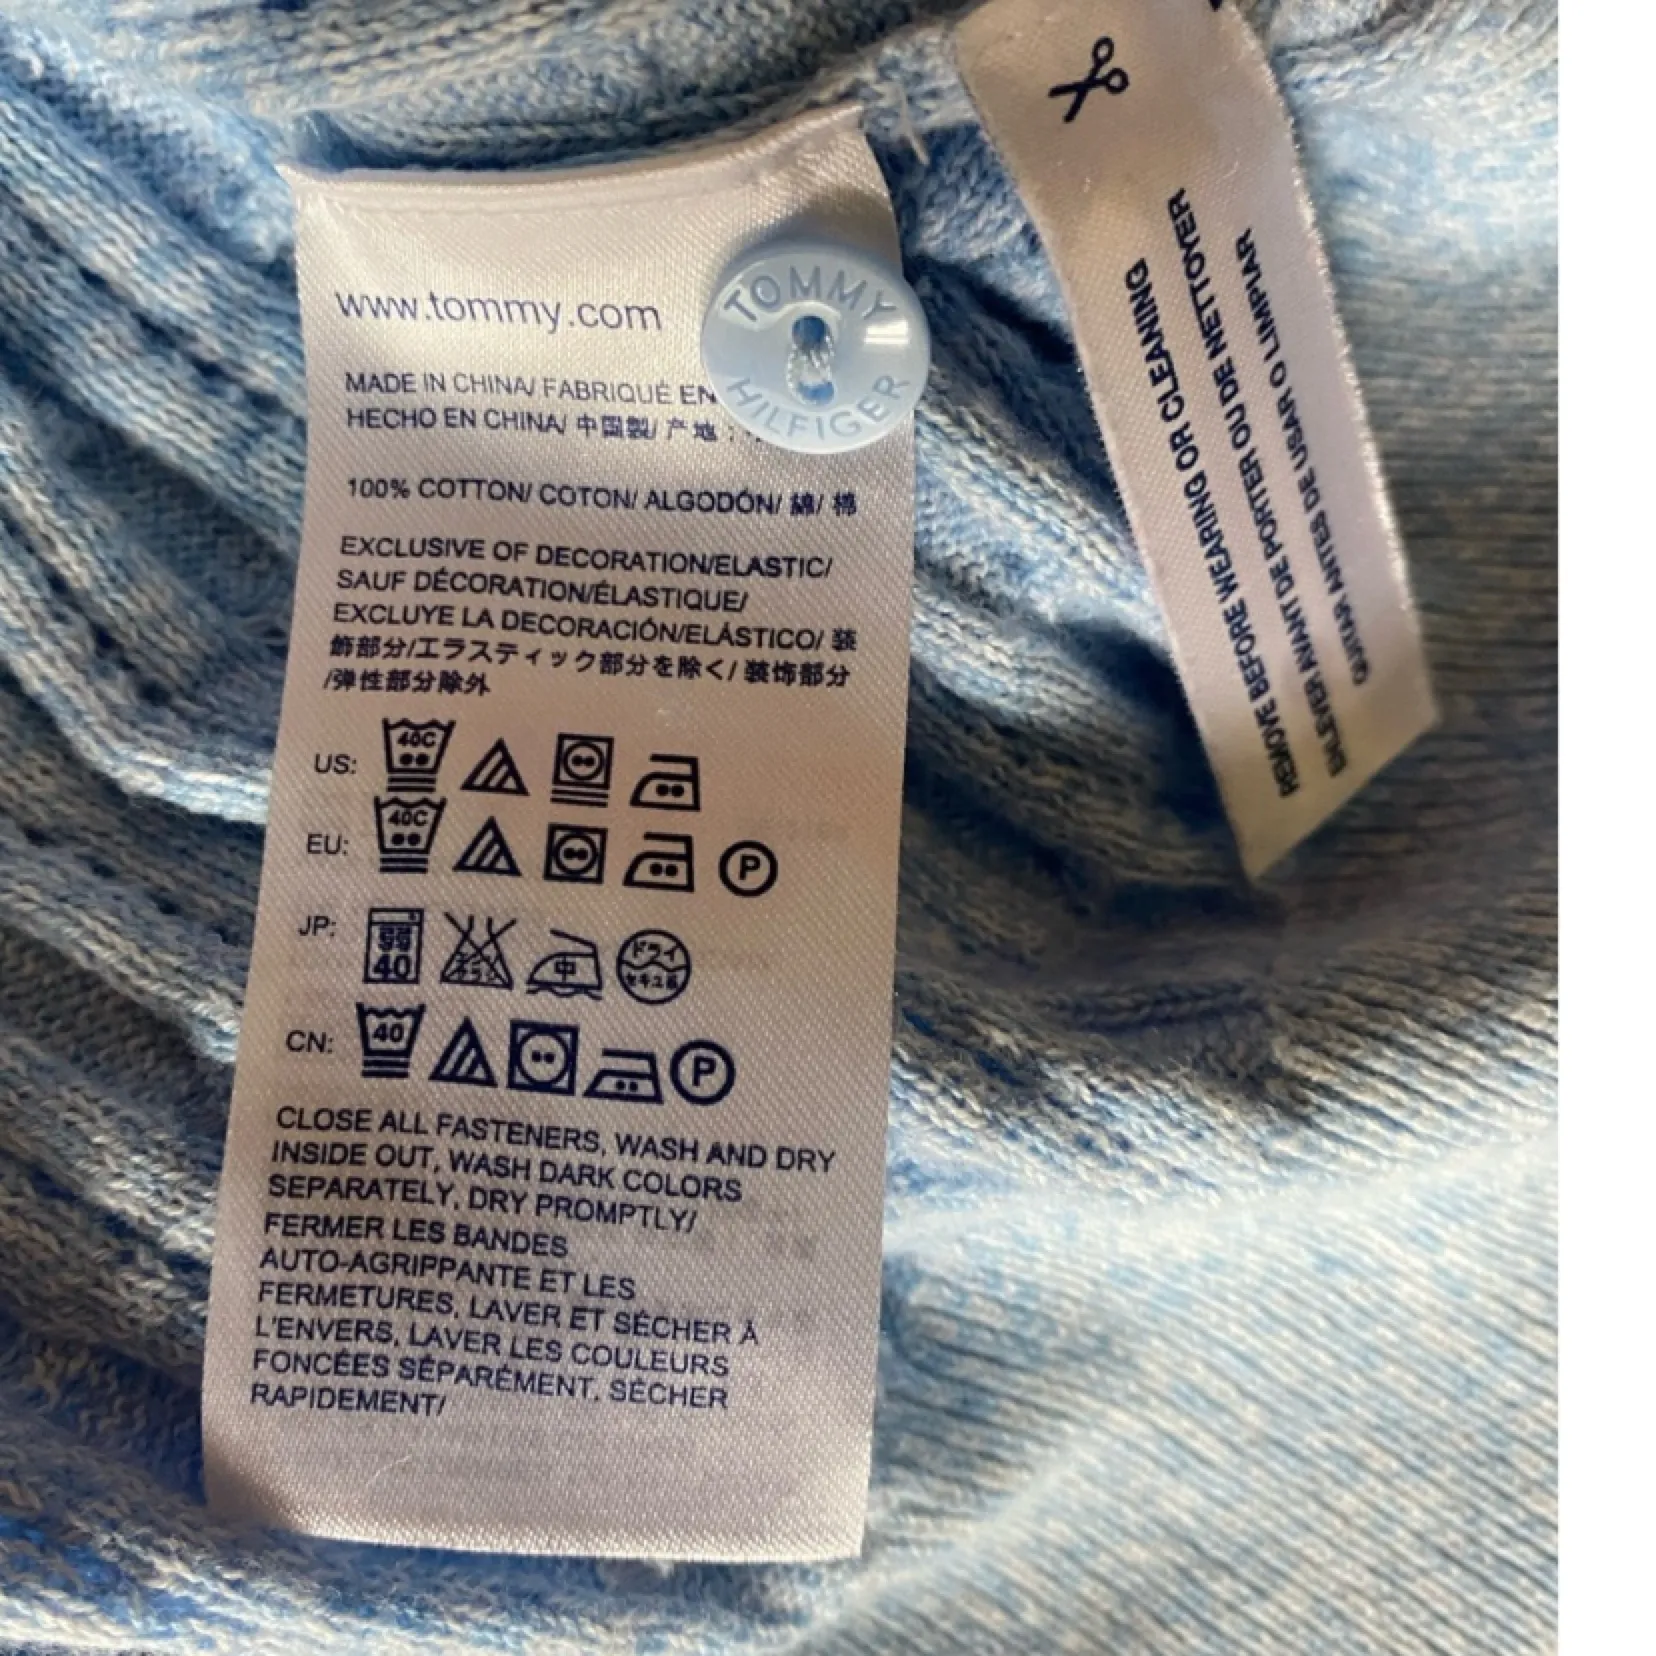 www.tommy.com
MADE IN CHINA/ FABRIQUÉ EN
HECHO EN CHINA/ 中国製/ 产地:
TOMMY
HILFIGER
100% COTTON/ COTON/ ALGODÓN/ 綿/ 棉
EXCLUSIVE OF DECORATION/ELASTIC/
SAUF DÉCORATION/ÉLASTIQUE/
EXCLUYE LA DECORACIÓN/ELÁSTICO/ 装
飾部分/エラスティック部分を除く/ 装饰部分
/弹性部分除外
US: 40C
EU: 40C P
JP: 40 中 ドライ
CN: 40 P
CLOSE ALL FASTENERS, WASH AND DRY
INSIDE OUT, WASH DARK COLORS
SEPARATELY, DRY PROMPTLY/
FERMER LES BANDES
AUTO-AGRIPPANTE ET LES
FERMETURES, LAVER ET SÉCHER À
L'ENVERS, LAVER LES COULEURS
FONCÉES SÉPARÉMENT, SÉCHER
RAPIDEMENT/
REMOVE BEFORE WEARING OR CLEANING
ENLEVER AVANT DE PORTER OU DE NETTOYER
QUITAR ANTES DE USAR O LIMPIAR